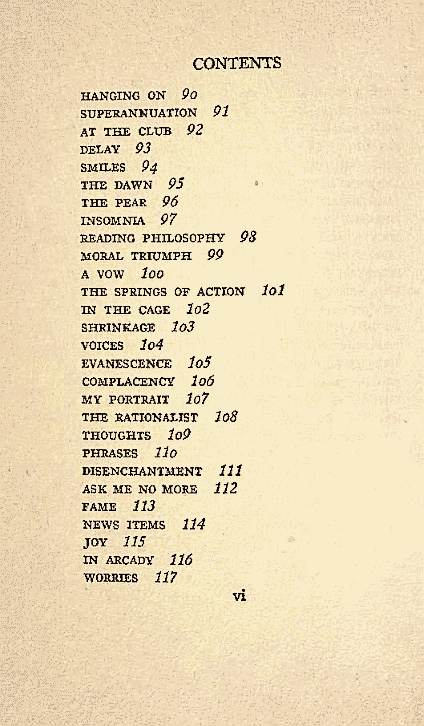 CONTENTS
HANGING ON 90
SUPERANNUATION 91
AT THE CLUB 92
DELAY 93
SMILES 94
THE DAWN 95
THE PEAR 96
INSOMNIA 97
READING PHILOSOPHY 98
MORAL TRIUMPH 99
A VOW 100
THE SPRINGS OF ACTION 101
IN THE CAGE 102
SHRINKAGE 103
VOICES 104
EVANESCENCE 105
COMPLACENCY 106
MY PORTRAIT 107
THE RATIONALIST 108
THOUGHTS 109
PHRASES 110
DISENCHANTMENT 111
ASK ME NO MORE 112
FAME 113
NEWS ITEMS 114
JOY 115
IN ARCADY 116
WORRIES 117
vi